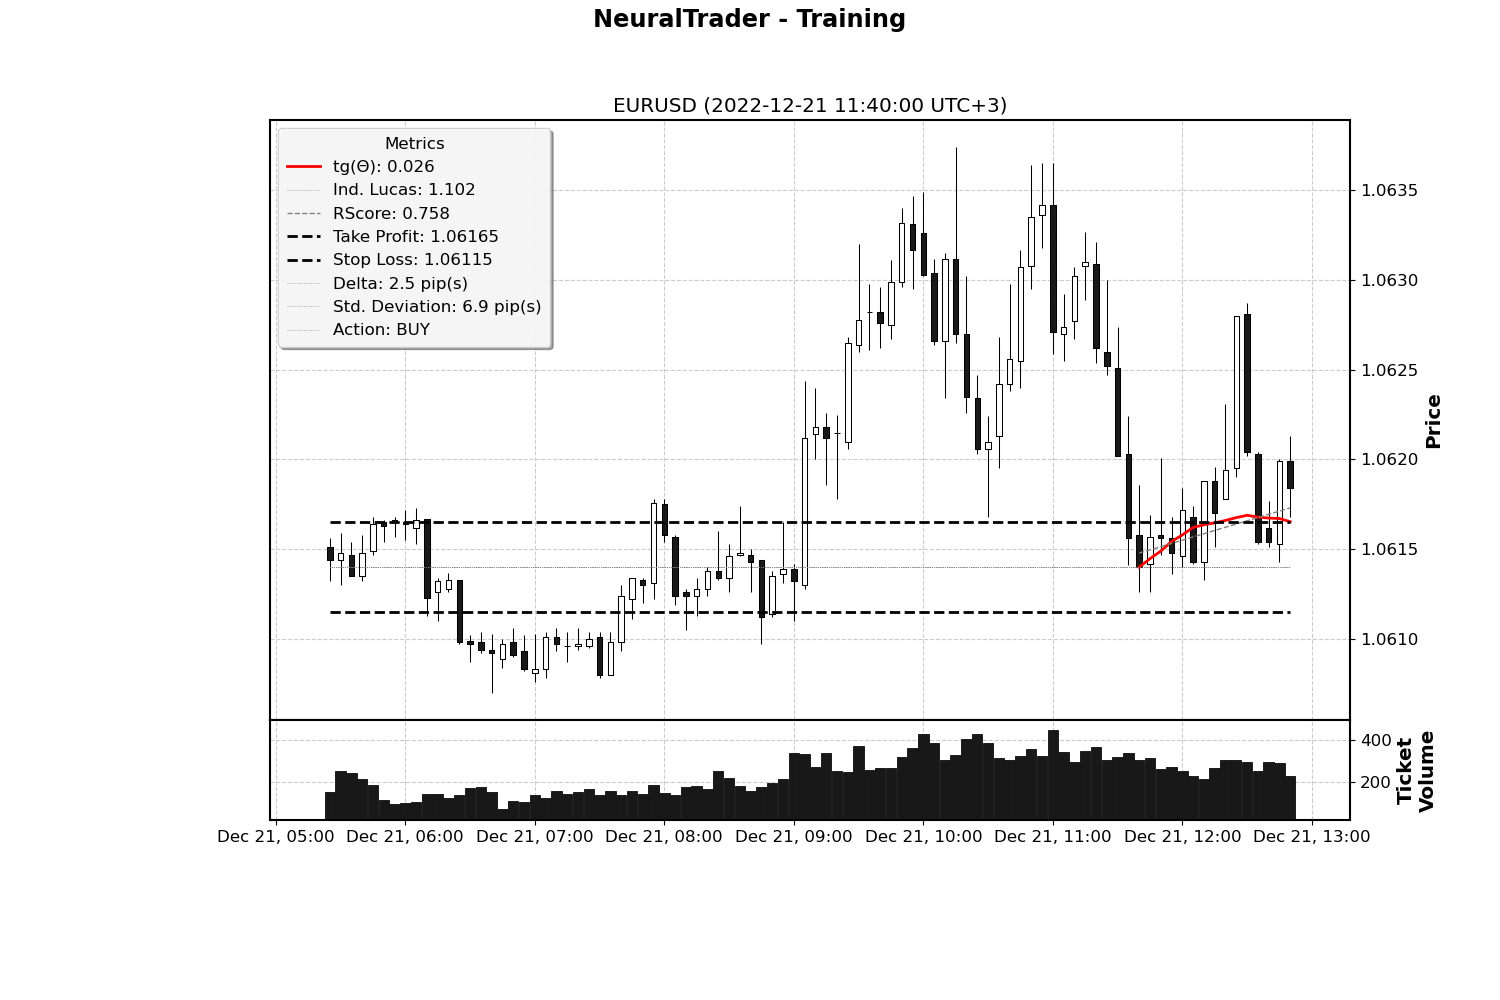 NeuralTrader - Training
EURUSD (2022-12-21 11:40:00 UTC+3)
Metrics
tg(Θ): 0.026
Ind. Lucas: 1.102
RScore: 0.758
Take Profit: 1.06165
Stop Loss: 1.06115
Delta: 2.5 pip(s)
Std. Deviation: 6.9 pip(s)
Action: BUY
1.0635
1.0630
1.0625
1.0620
1.0615
1.0610
Price
400
200
Ticket
Volume
Dec 21, 05:00
Dec 21, 06:00
Dec 21, 07:00
Dec 21, 08:00
Dec 21, 09:00
Dec 21, 10:00
Dec 21, 11:00
Dec 21, 12:00
Dec 21, 13:00